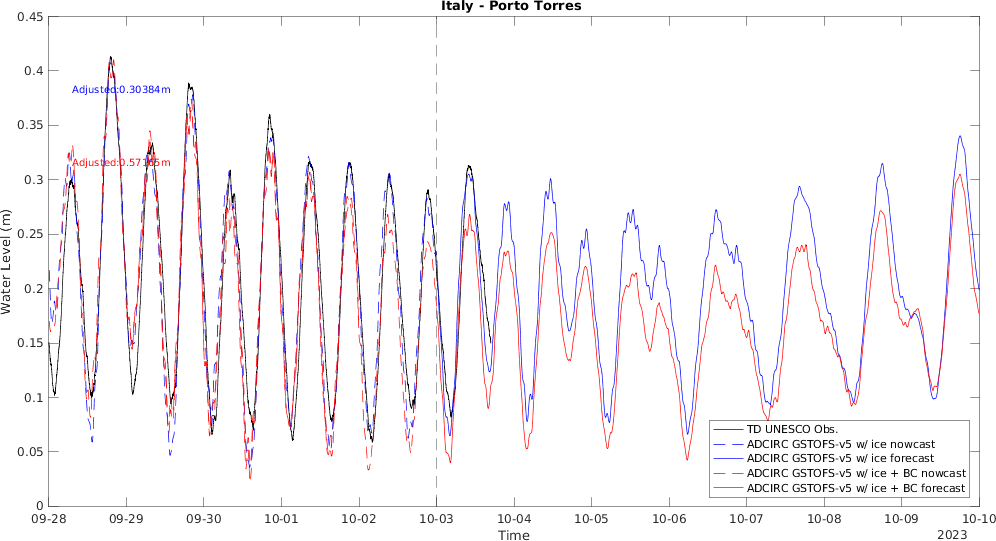 Italy - Porto Torres
Water Level (m)
0.45
0.4
0.35
0.3
0.25
0.2
0.15
0.1
0.05
0
Adjusted:0.30384m
TD UNESCO Obs.
ADCIRC GSTOFS-v5 w/ ice nowcast
ADCIRC GSTOFS-v5 w/ ice forecast
ADCIRC GSTOFS-v5 w/ ice + BC nowcast
ADCIRC GSTOFS-v5 w/ ice + BC forecast
09-28 09-29 09-30 10-01 10-02 10-03 10-04 10-05 10-06 10-07 10-08 10-09 10-10
Time
2023